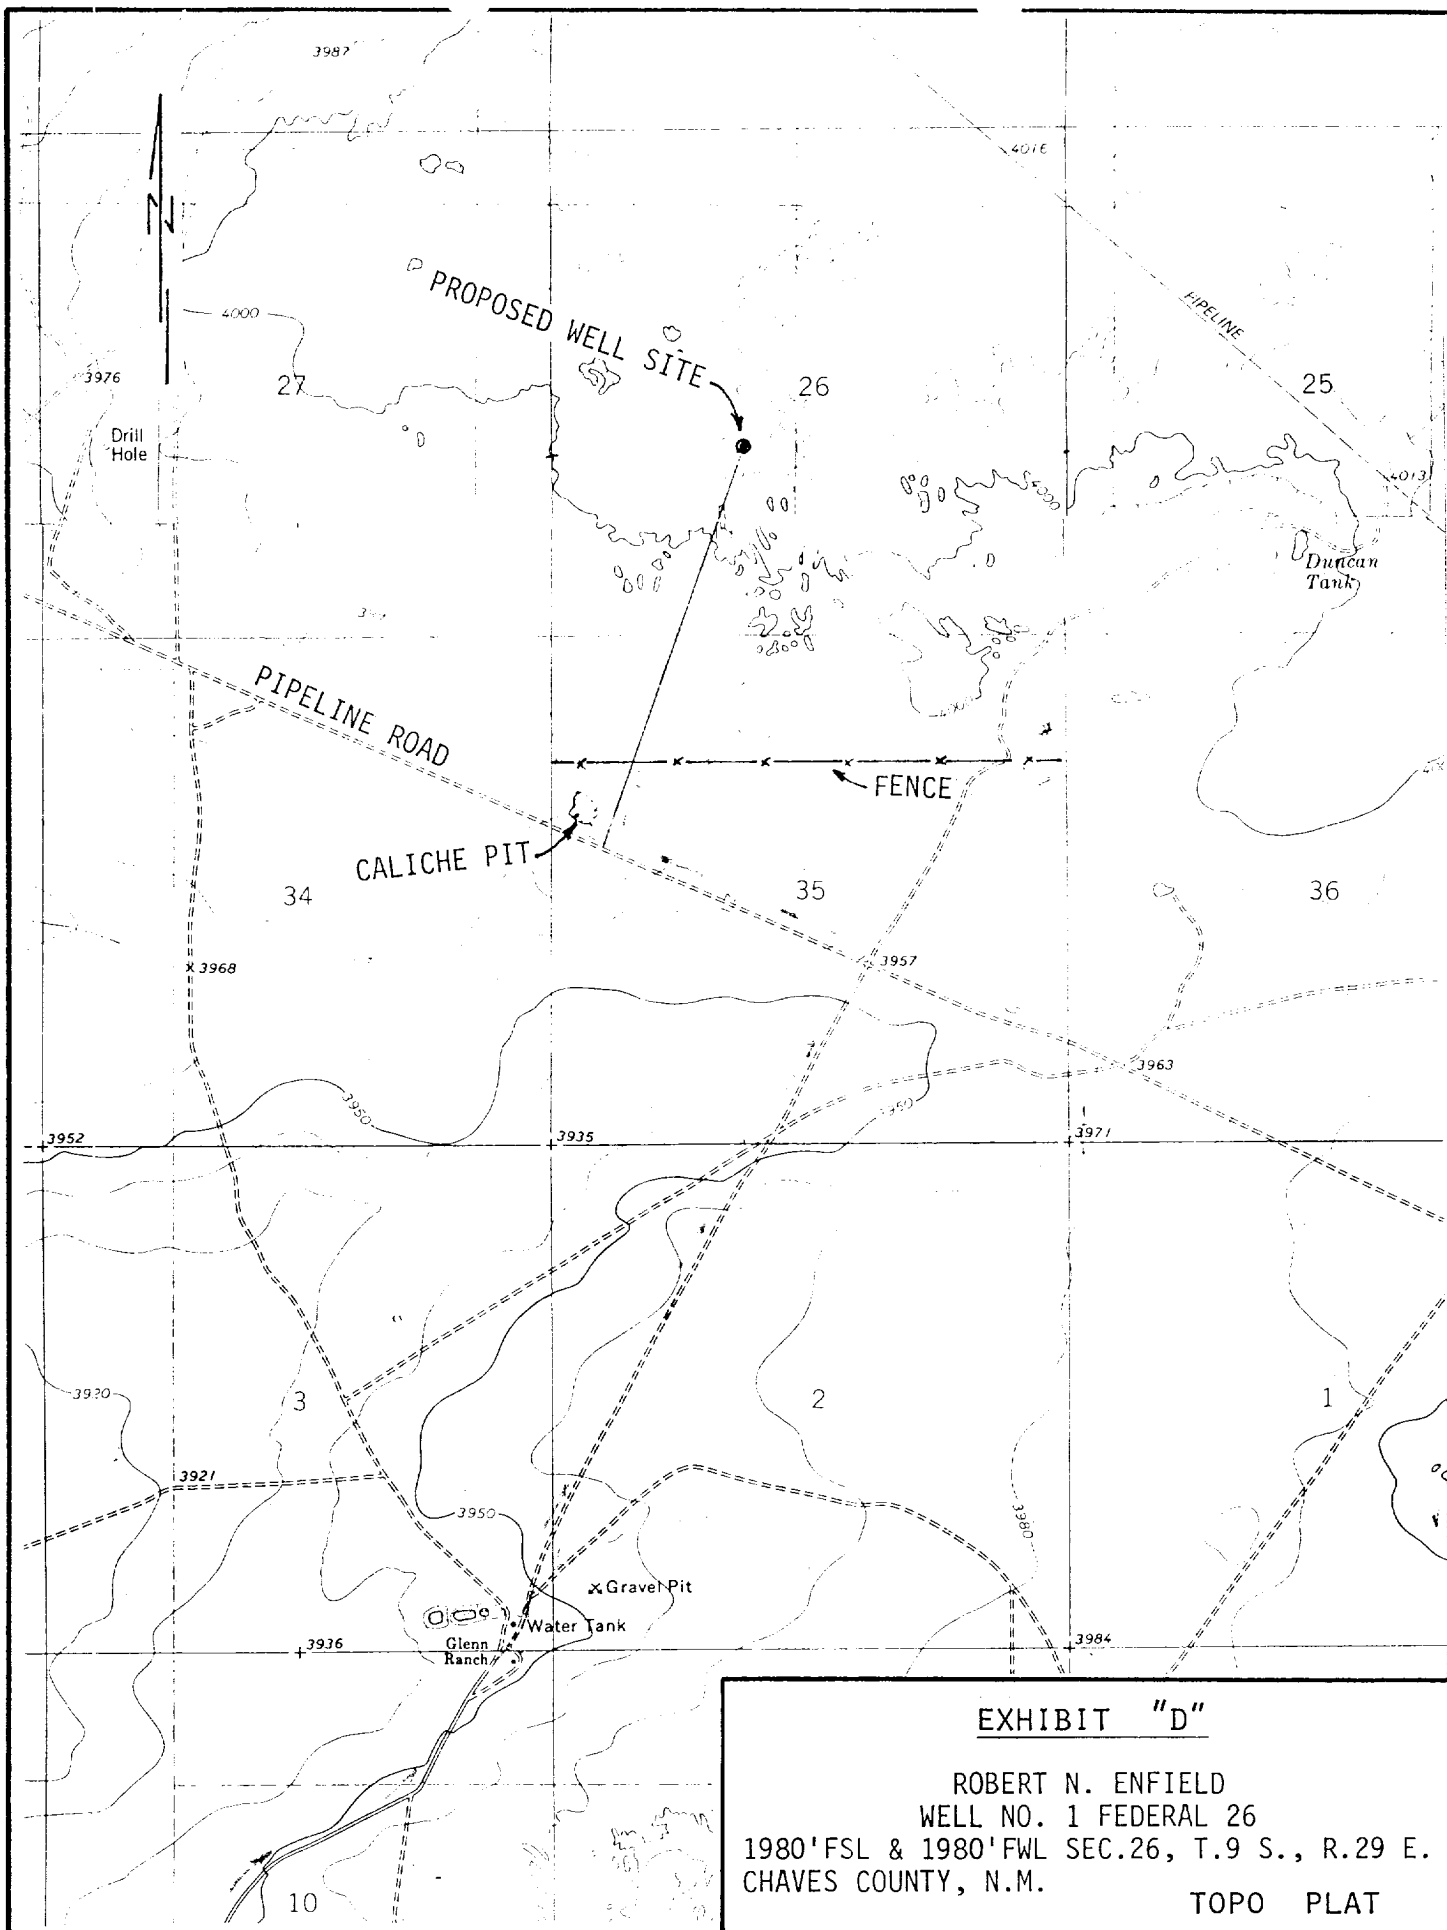 3987
4016
N
PROPOSED WELL SITE
4000
PIPELINE
3976
27
26
25
Drill
Hole
4013
4000
Duncan
Tank
PIPELINE ROAD
4000
FENCE
CALICHE PIT
34
35
36
3968
3957
3963
3950
3950
3952
3935
3971
3
2
1
3921
3950
3980
Gravel Pit
Water Tank
Glenn
Ranch
3936
3984
10
EXHIBIT "D"
ROBERT N. ENFIELD
WELL NO. 1 FEDERAL 26
1980'FSL & 1980'FWL SEC.26, T.9 S., R.29 E.
CHAVES COUNTY, N.M.
TOPO PLAT